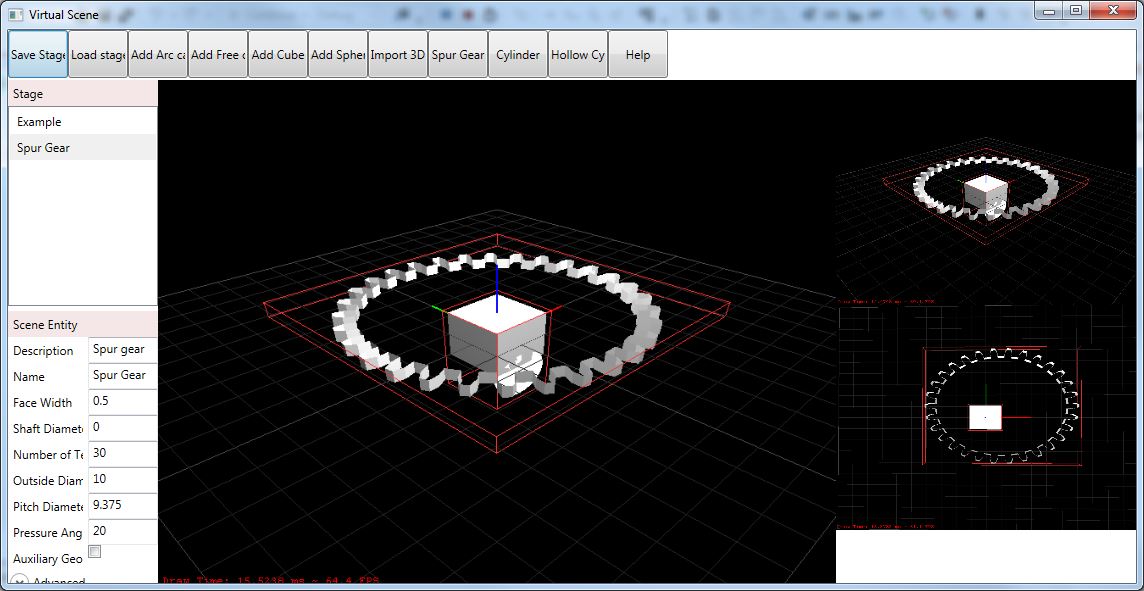 Virtual Scene
Save Stage Load stage Add Arc ca Add Free c Add Cube Add Spher Import 3D Spur Gear Cylinder Hollow Cy Help
Stage
Example
Spur Gear
Scene Entity
Description Spur gear
Name Spur Gear
Face Width 0.5
Shaft Diamete 0
Number of Te 30
Outside Diam 10
Pitch Diamete 9.375
Pressure Ang 20
Auxiliary Geo
Advanced
Draw Time: 15.5238 ms ~ 64.4 FPS